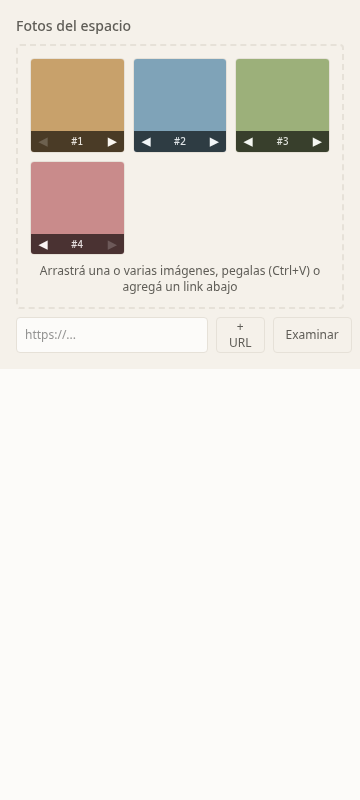 Fotos del espacio
◀ #1 ▶
◀ #2 ▶
◀ #3 ▶
◀ #4 ▶
Arrastrá una o varias imágenes, pegalas (Ctrl+V) o
agregá un link abajo
https://...
+
URL
Examinar